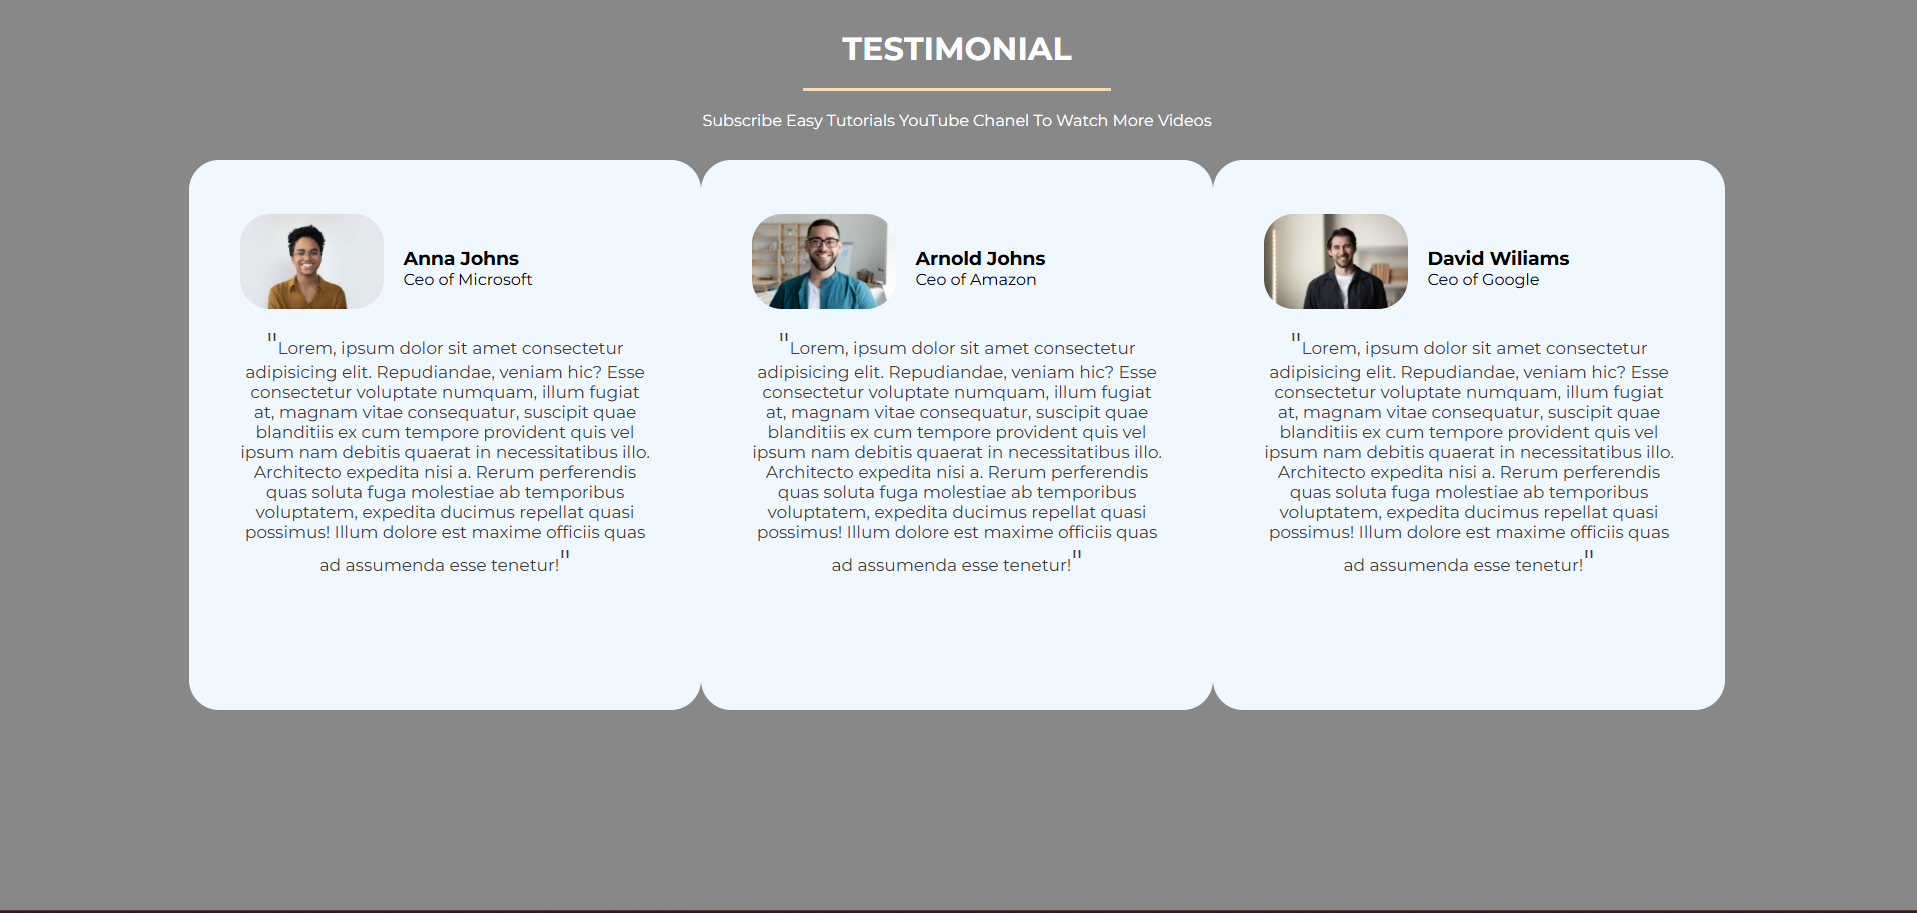 TESTIMONIAL
Subscribe Easy Tutorials YouTube Chanel To Watch More Videos
Anna Johns
Ceo of Microsoft
"Lorem, ipsum dolor sit amet consectetur
adipisicing elit. Repudiandae, veniam hic? Esse
consectetur voluptate numquam, illum fugiat
at, magnam vitae consequatur, suscipit quae
blanditiis ex cum tempore provident quis vel
ipsum nam debitis quaerat in necessitatibus illo.
Architecto expedita nisi a. Rerum perferendis
quas soluta fuga molestiae ab temporibus
voluptatem, expedita ducimus repellat quasi
possimus! Illum dolore est maxime officiis quas
ad assumenda esse tenetur!"
Arnold Johns
Ceo of Amazon
"Lorem, ipsum dolor sit amet consectetur
adipisicing elit. Repudiandae, veniam hic? Esse
consectetur voluptate numquam, illum fugiat
at, magnam vitae consequatur, suscipit quae
blanditiis ex cum tempore provident quis vel
ipsum nam debitis quaerat in necessitatibus illo.
Architecto expedita nisi a. Rerum perferendis
quas soluta fuga molestiae ab temporibus
voluptatem, expedita ducimus repellat quasi
possimus! Illum dolore est maxime officiis quas
ad assumenda esse tenetur!"
David Wiliams
Ceo of Google
"Lorem, ipsum dolor sit amet consectetur
adipisicing elit. Repudiandae, veniam hic? Esse
consectetur voluptate numquam, illum fugiat
at, magnam vitae consequatur, suscipit quae
blanditiis ex cum tempore provident quis vel
ipsum nam debitis quaerat in necessitatibus illo.
Architecto expedita nisi a. Rerum perferendis
quas soluta fuga molestiae ab temporibus
voluptatem, expedita ducimus repellat quasi
possimus! Illum dolore est maxime officiis quas
ad assumenda esse tenetur!"